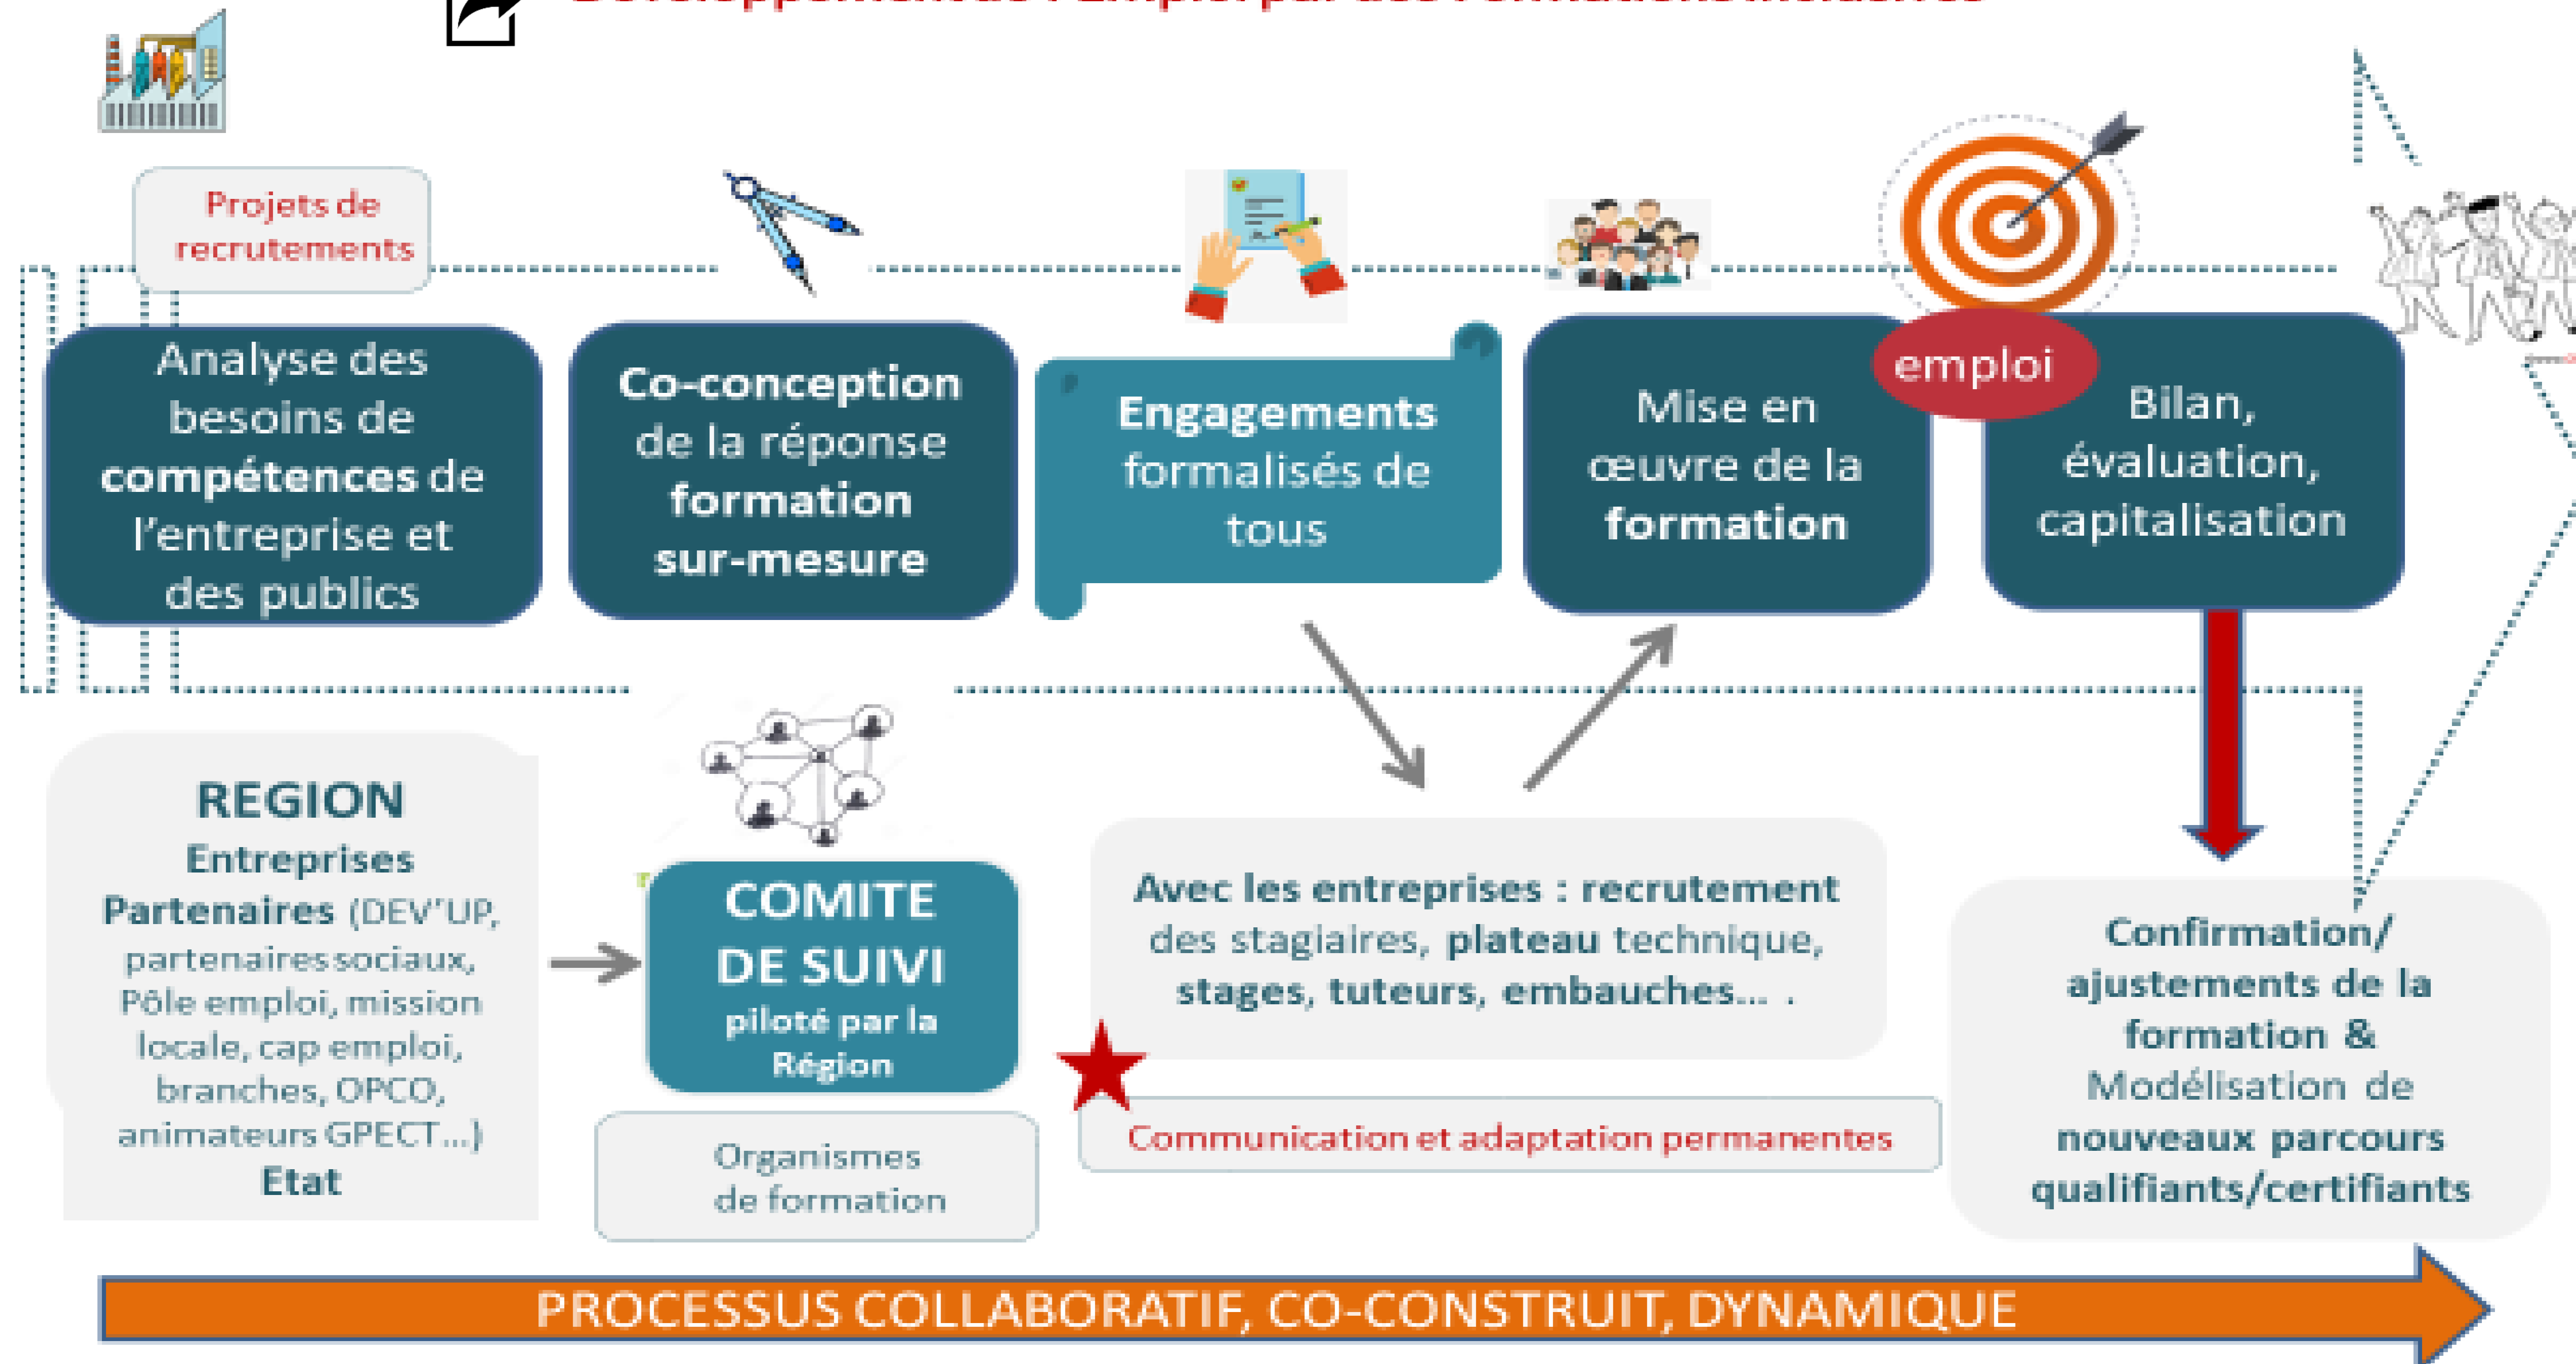 Projets de
recrutements
Analyse des
besoins de
compétences de
l'entreprise et
des publics
Co-conception
de la réponse
formation
sur-mesure
Engagements
formalisés de
tous
Mise en
œuvre de la
formation
emploi
Bilan,
évaluation,
capitalisation
REGION
Entreprises
Partenaires (DEV'UP,
partenaires sociaux,
Pôle emploi, mission
locale, cap emploi,
branches, OPCO,
animateurs GPECT...)
Etat
COMITE
DE SUIVI
piloté par la
Région
Organismes
de formation
Avec les entreprises : recrutement
des stagiaires, plateau technique,
stages, tuteurs, embauches... .
Communication et adaptation permanentes
Confirmation/
ajustements de la
formation &
Modélisation de
nouveaux parcours
qualifiants/certifiants
PROCESSUS COLLABORATIF, CO-CONSTRUIT, DYNAMIQUE